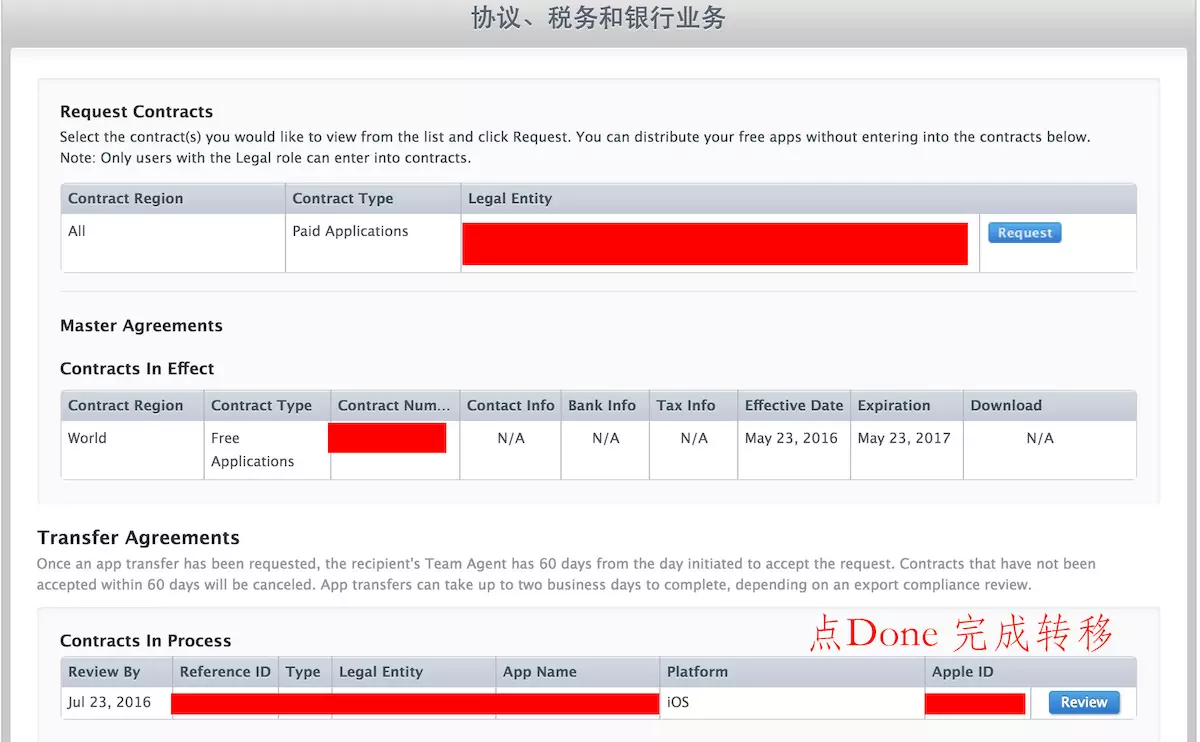 协议、税务和银行业务
Request Contracts
Select the contract(s) you would like to view from the list and click Request. You can distribute your free apps without entering into the contracts below.
Note: Only users with the Legal role can enter into contracts.
Contract Region Contract Type Legal Entity
All Paid Applications Request
Master Agreements
Contracts In Effect
Contract Region Contract Type Contract Num... Contact Info Bank Info Tax Info Effective Date Expiration Download
World Free N/A N/A N/A May 23, 2016 May 23, 2017 N/A
Applications
Transfer Agreements
Once an app transfer has been requested, the recipient's Team Agent has 60 days from the day initiated to accept the request. Contracts that have not been
accepted within 60 days will be canceled. App transfers can take up to two business days to complete, depending on an export compliance review.
点Done 完成转移
Contracts In Process
Review By Reference ID Type Legal Entity App Name Platform Apple ID
Jul 23, 2016 iOS Review